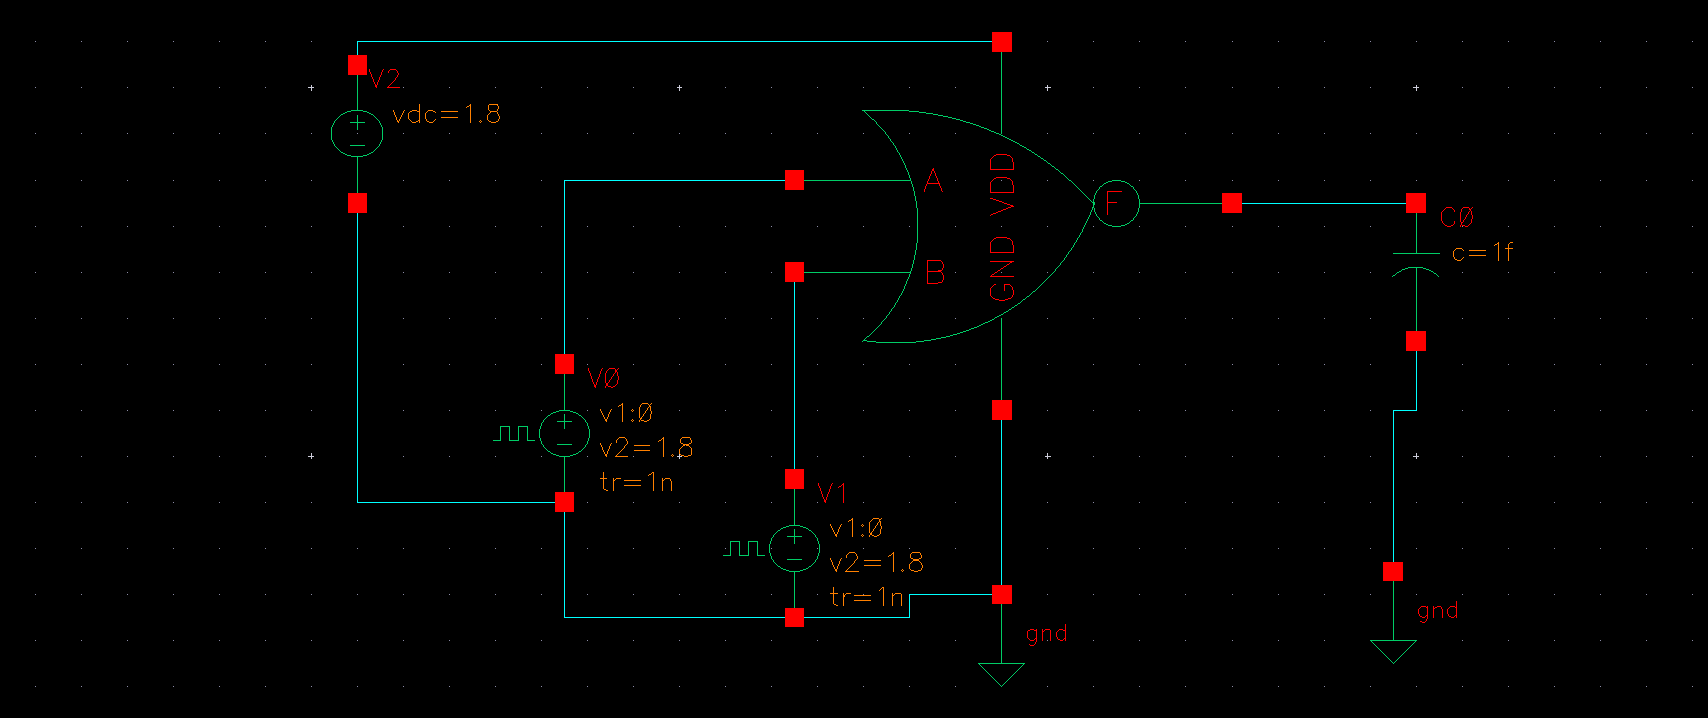 V2
vdc=1.8
A
B
GND VDD
F
C0
c=1f
V0
v1:0
v2=1.8
tr=1n
V1
v1:0
v2=1.8
tr=1n
gnd
gnd